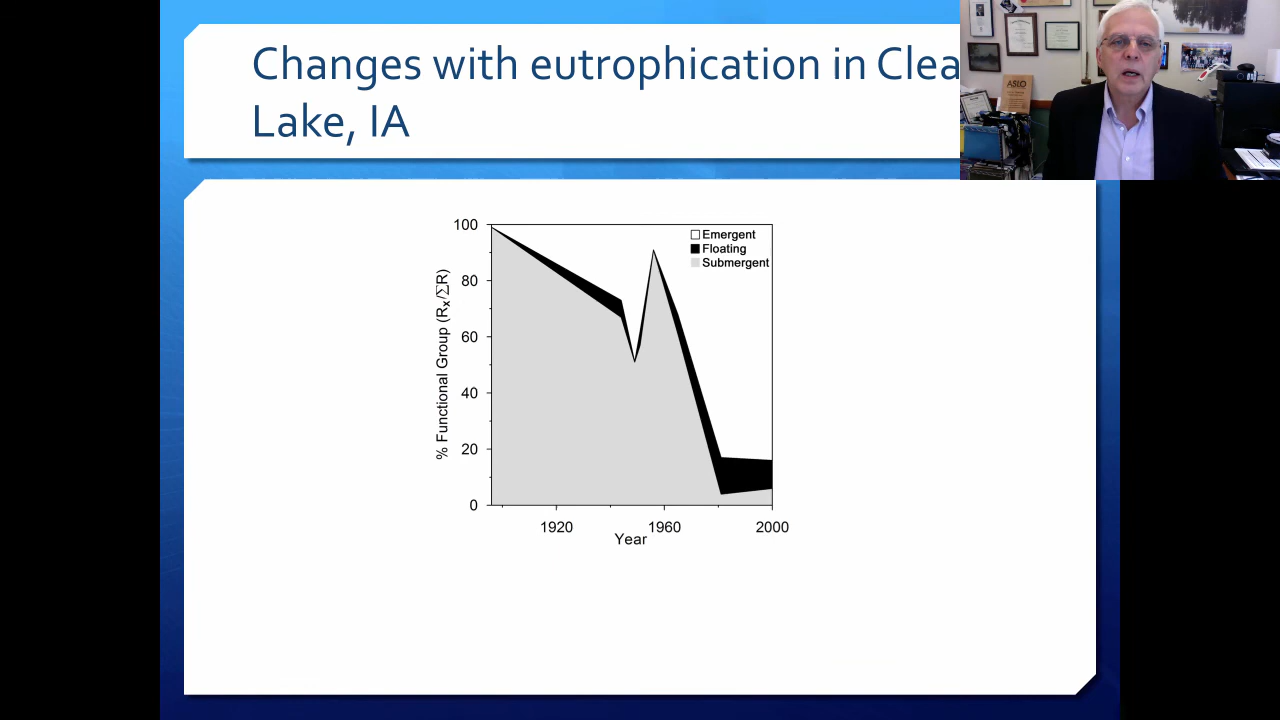 Changes with eutrophication in Clea
Lake, IA
ASLO
100
80
60
40
20
0
% Functional Group (Rx/ΣR)
Emergent
Floating
Submergent
1920
1960
2000
Year